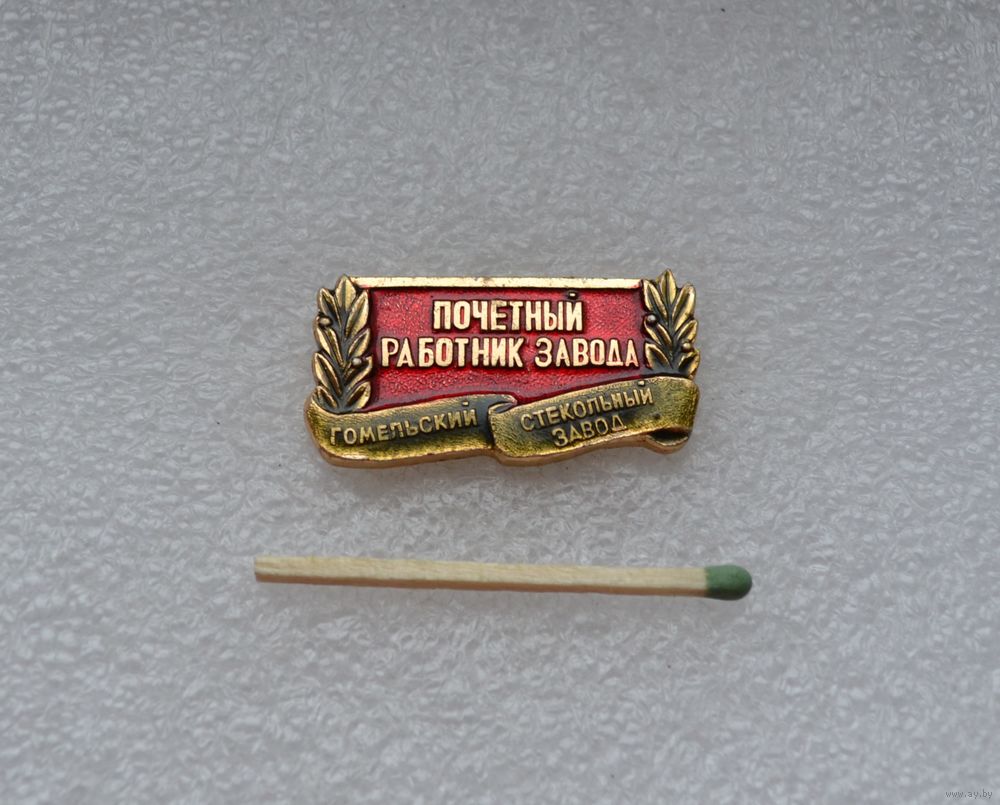 ПОЧЕТНЫЙ
РАБОТНИК ЗАВОДА
ГОМЕЛЬСКИЙ
СТЕКОЛЬНЫЙ
ЗАВОД
www.ay.by